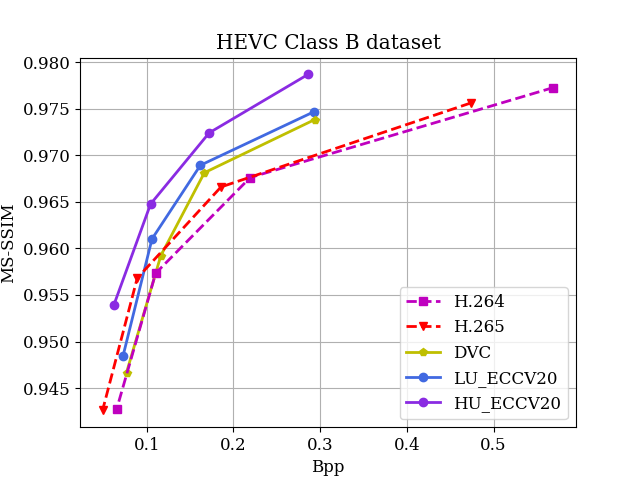 HEVC Class B dataset
0.980
0.975
0.970
0.965
0.960
0.955
0.950
0.945
MS-SSIM
0.1 0.2 0.3 0.4 0.5
Bpp
H.264
H.265
DVC
LU_ECCV20
HU_ECCV20